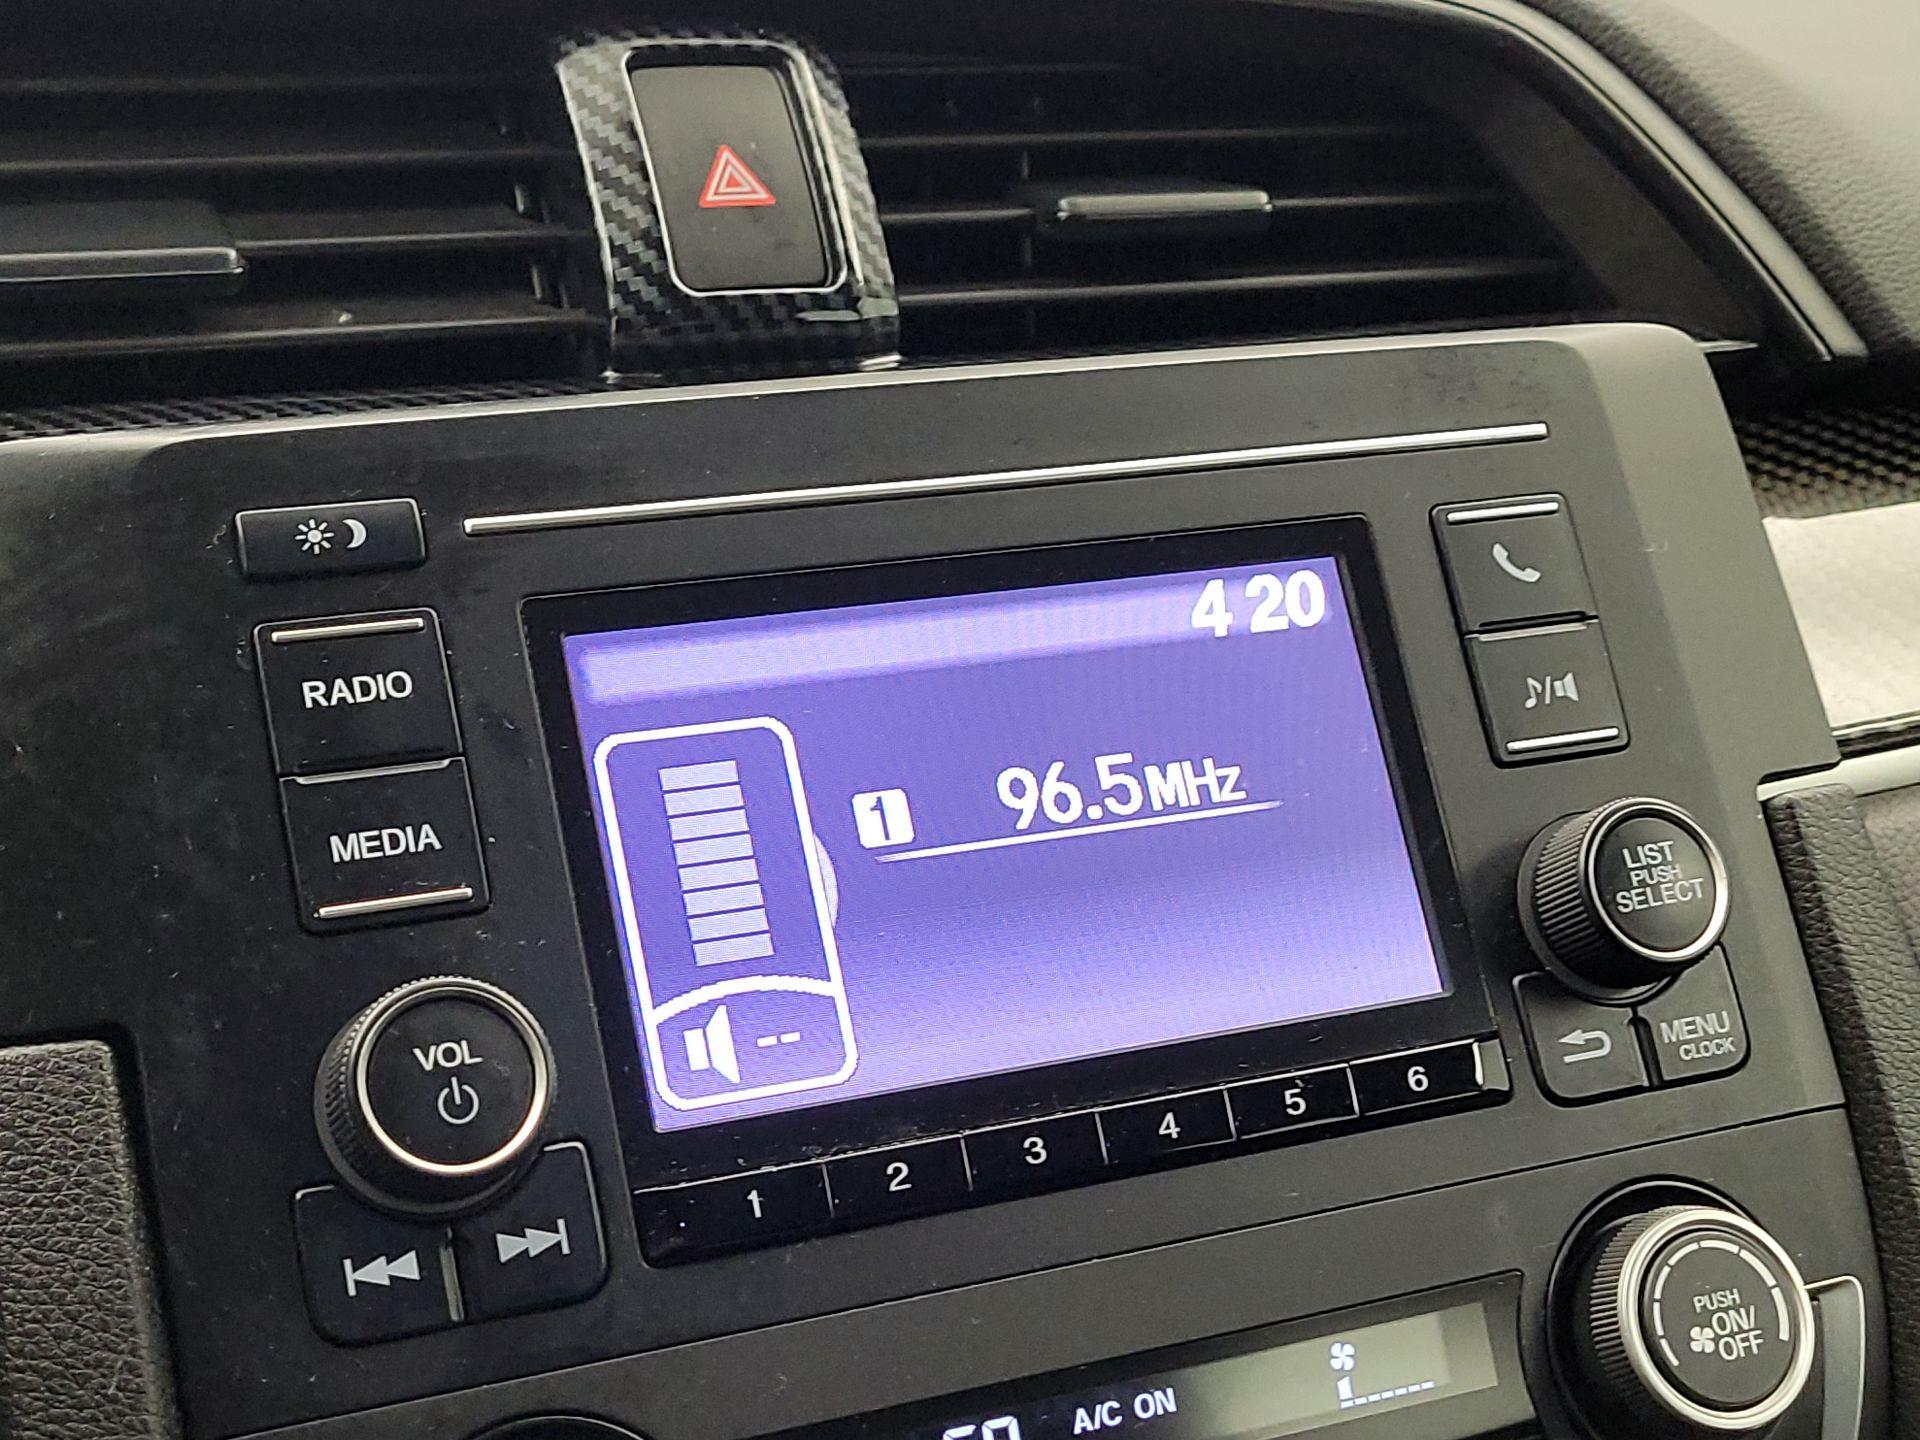 RADIO
MEDIA
VOL
4 20
1 96.5MHz
--
LIST
PUSH
SELECT
MENU
CLOCK
1 2 3 4 5 6
A/C ON
PUSH
ON/
OFF